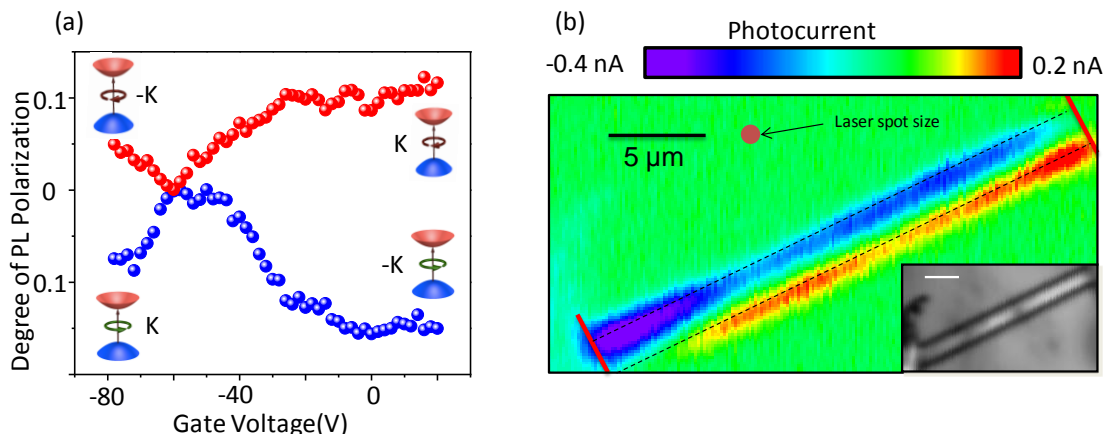 (a)
Degree of PL Polarization
0.1
0
0.1
-80
-40
0
Gate Voltage(V)
-K
K
K
-K
(b)
Photocurrent
-0.4 nA
0.2 nA
5 µm
Laser spot size